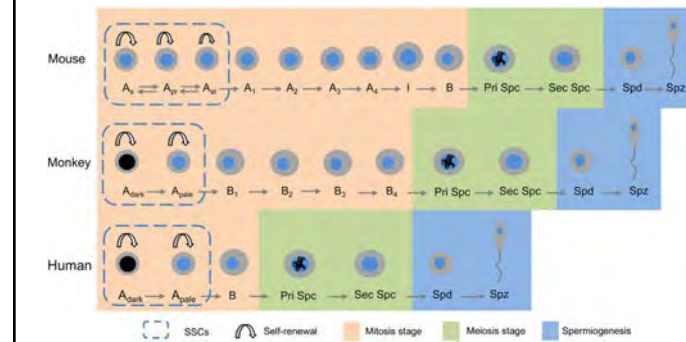 Mouse
As Apr Aal A1 A2 A3 A4 I B Pri Spc Sec Spc Spd Spz
Monkey
Adark Apale B1 B2 B3 B4 Pri Spc Sec Spc Spd Spz
Human
Adark Apale B Pri Spc Sec Spc Spd Spz
SSCs Self-renewal Mitosis stage Meiosis stage Spermiogenesis